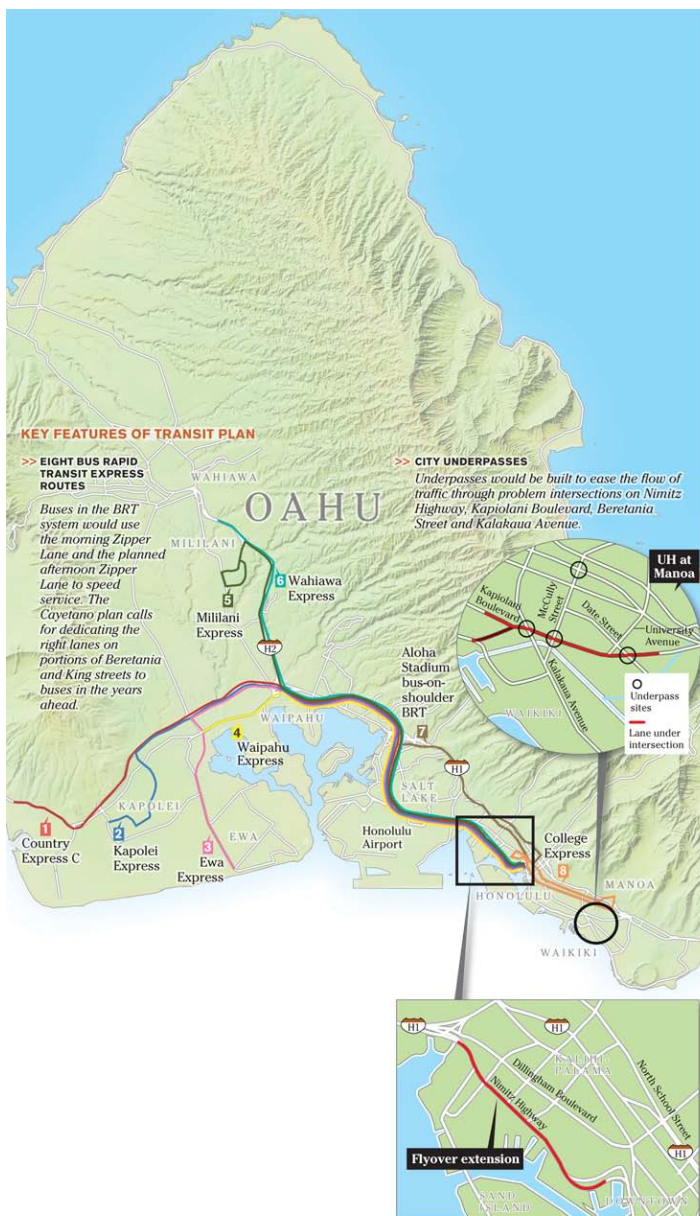 KEY FEATURES OF TRANSIT PLAN
>> EIGHT BUS RAPID
TRANSIT EXPRESS
ROUTES
Buses in the BRT
system would use
the morning Zipper
Lane and the planned
afternoon Zipper
Lane to speed
service. The
Cayetano plan calls
for dedicating the
right lanes on
portions of Beretania
and King streets to
buses in the years
ahead.
>> CITY UNDERPASSES
Underpasses would be built to ease the flow of
traffic through problem intersections on Nimitz
Highway, Kapiolani Boulevard, Beretania
Street and Kalakaua Avenue.
WAHIAWA
OAHU
MILILANI
6
Wahiawa
Express
5
Mililani
Express
H2
UH at
Manoa
Kapiolani
Boulevard
McCully
Street
Date Street
University
Avenue
Kalakaua Avenue
WAIKIKI
Underpass
sites
Lane under
intersection
Aloha
Stadium
bus-on-
shoulder
BRT
7
H1
WAIPAHU
4
Waipahu
Express
SALT
LAKE
KAPOLEI
1
Country
Express C
2
Kapolei
Express
3
Ewa
Express
EWA
Honolulu
Airport
College
Express
8
HONOLULU
MANOA
WAIKIKI
H1
H1
KALIHI-
PALAMA
Dillingham Boulevard
North School Street
Nimitz Highway
H1
Flyover extension
SAND
ISLAND
DOWNTOWN